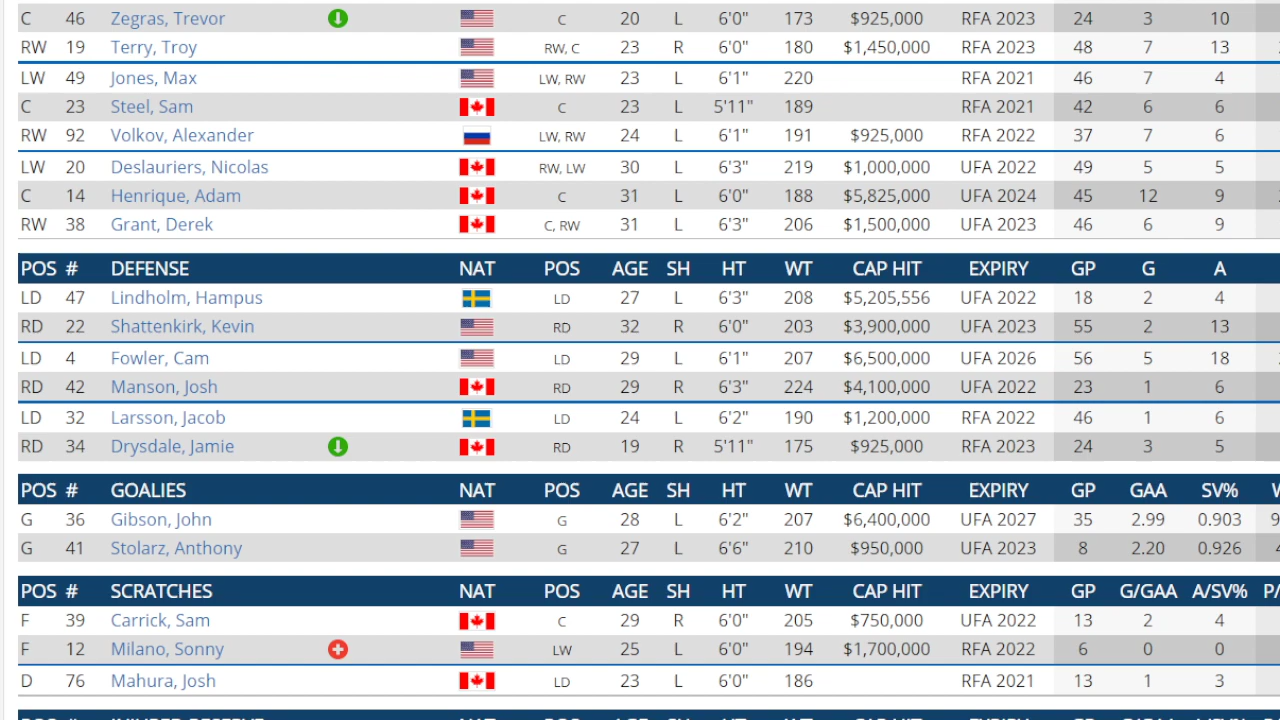 C 46 Zegras, Trevor C 20 L 6'0" 173 $925,000 RFA 2023 24 3 10
RW 19 Terry, Troy RW, C 23 R 6'0" 180 $1,450,000 RFA 2023 48 7 13
LW 49 Jones, Max LW, RW 23 L 6'1" 220 RFA 2021 46 7 4
C 23 Steel, Sam C 23 L 5'11" 189 RFA 2021 42 6 6
RW 92 Volkov, Alexander LW, RW 24 L 6'1" 191 $925,000 RFA 2022 37 7 6
LW 20 Deslauriers, Nicolas RW, LW 30 L 6'3" 219 $1,000,000 UFA 2022 49 5 5
C 14 Henrique, Adam C 31 L 6'0" 188 $5,825,000 UFA 2024 45 12 9
RW 38 Grant, Derek C, RW 31 L 6'3" 206 $1,500,000 UFA 2023 46 6 9
POS # DEFENSE NAT POS AGE SH HT WT CAP HIT EXPIRY GP G A
LD 47 Lindholm, Hampus LD 27 L 6'3" 208 $5,205,556 UFA 2022 18 2 4
RD 22 Shattenkirk, Kevin RD 32 R 6'0" 203 $3,900,000 UFA 2023 55 2 13
LD 4 Fowler, Cam LD 29 L 6'1" 207 $6,500,000 UFA 2026 56 5 18
RD 42 Manson, Josh RD 29 R 6'3" 224 $4,100,000 UFA 2022 23 1 6
LD 32 Larsson, Jacob LD 24 L 6'2" 190 $1,200,000 RFA 2022 46 1 6
RD 34 Drysdale, Jamie RD 19 R 5'11" 175 $925,000 RFA 2023 24 3 5
POS # GOALIES NAT POS AGE SH HT WT CAP HIT EXPIRY GP GAA SV%
G 36 Gibson, John G 28 L 6'2" 207 $6,400,000 UFA 2027 35 2.99 0.903 9
G 41 Stolarz, Anthony G 27 L 6'6" 210 $950,000 UFA 2023 8 2.20 0.926
POS # SCRATCHES NAT POS AGE SH HT WT CAP HIT EXPIRY GP G/GAA A/SV% P/
F 39 Carrick, Sam C 29 R 6'0" 205 $750,000 UFA 2022 13 2 4
F 12 Milano, Sonny LW 25 L 6'0" 194 $1,700,000 RFA 2022 6 0 0
D 76 Mahura, Josh LD 23 L 6'0" 186 RFA 2021 13 1 3